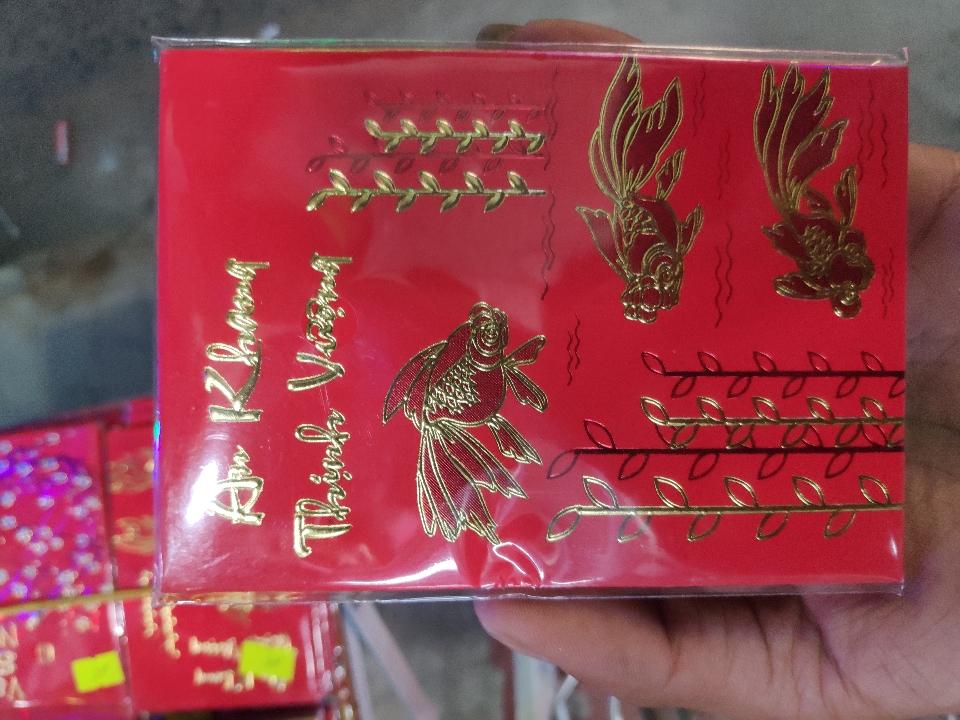 An Khang
Thịnh Vượng